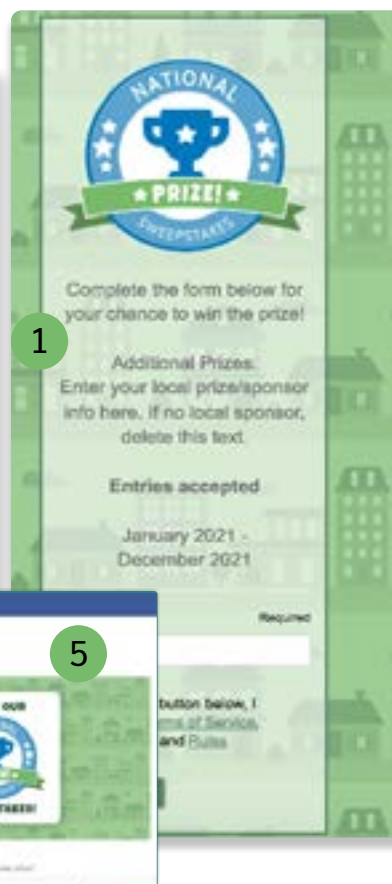 NATIONAL
PRIZE!
SWEEPSTAKES
Complete the form below for
your chance to win the prize!
1
Additional Prizes:
Enter your local prize/sponsor
info here. If no local sponsor,
delete this text.
Entries accepted
January 2021 -
December 2021
Required
5
OUR
button below, I
Terms of Service,
and Rules